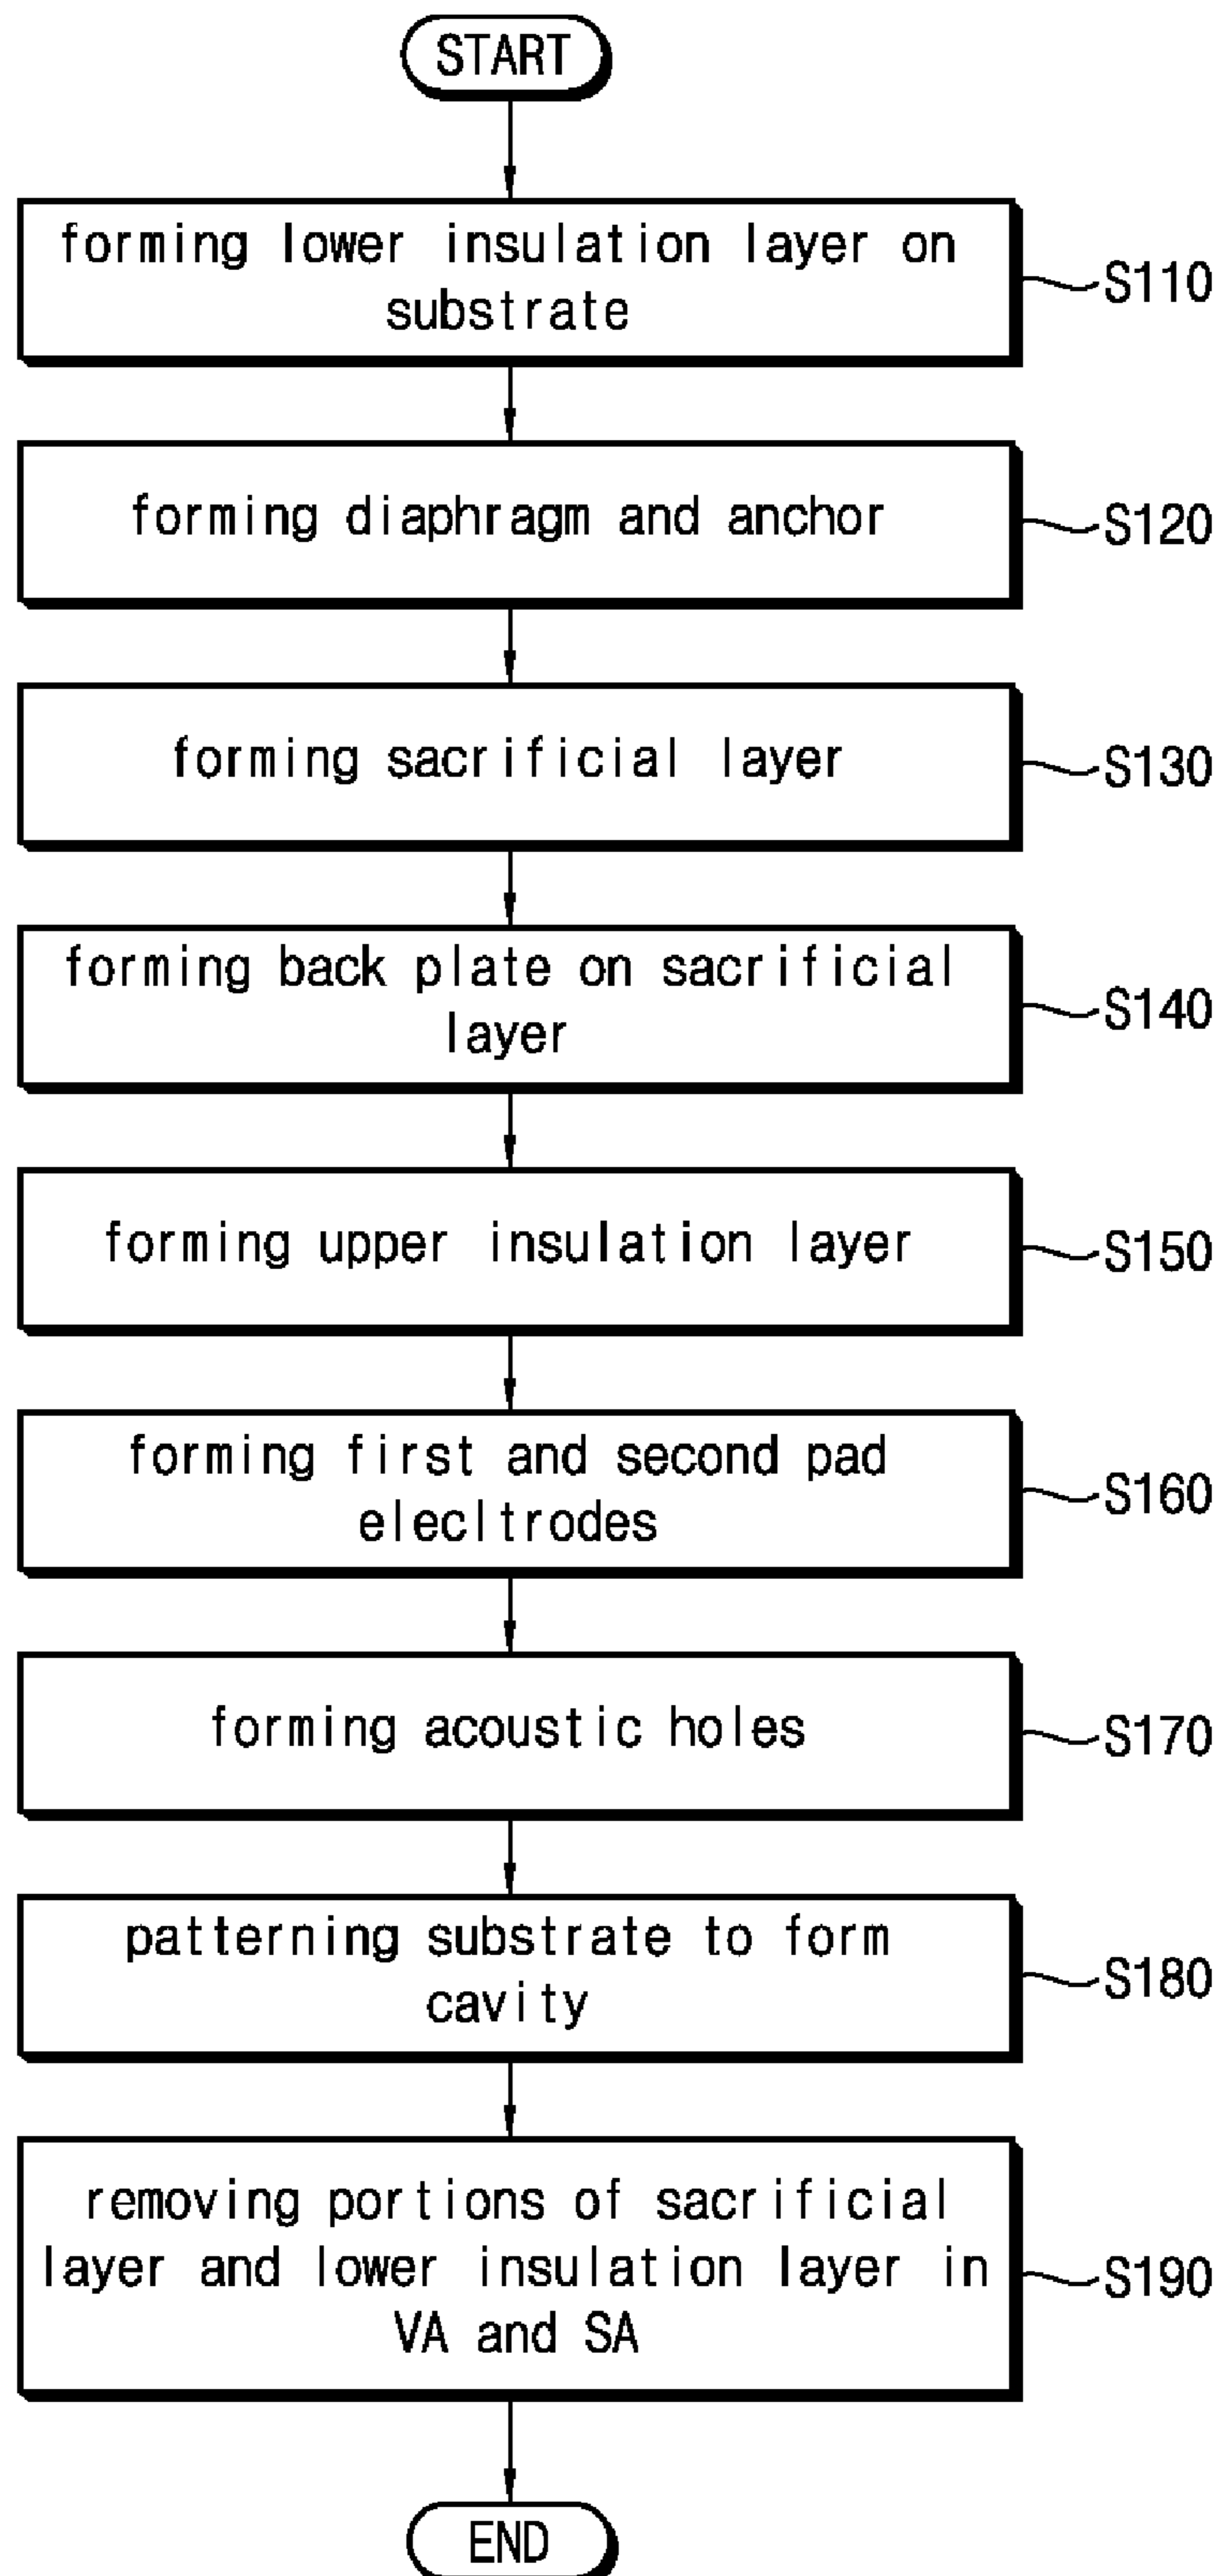 START
forming lower insulation layer on
substrate
S110
forming diaphragm and anchor
S120
forming sacrificial layer
S130
forming back plate on sacrificial
layer
S140
forming upper insulation layer
S150
forming first and second pad
elecltrodes
S160
forming acoustic holes
S170
patterning substrate to form
cavity
S180
removing portions of sacrificial
layer and lower insulation layer in
VA and SA
S190
END